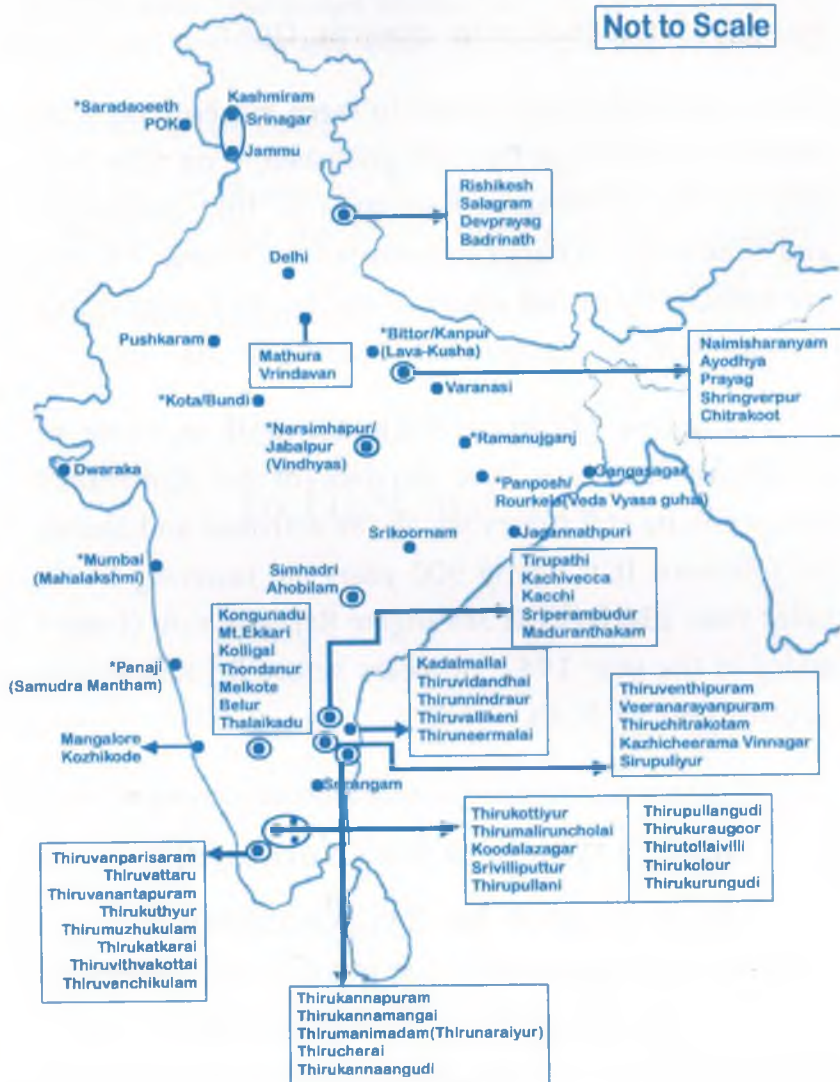 Not to Scale
*Saradaoeeth
POK
Kashmiram
Srinagar
Jammu
Rishikesh
Salagram
Devprayag
Badrinath
Delhi
Pushkaram
Mathura
Vrindavan
*Bittor/Kanpur
(Lava-Kusha)
Varanasi
Naimisharanyam
Ayodhya
Prayag
Shringverpur
Chitrakoot
*Kota/Bundi
*Narsimhapur/
Jabalpur
(Vindhyas)
*Ramanujganj
Dwaraka
*Panposh/
Rourkela(Veda Vyasa guhai)
Gangasagar
Srikoornam
Jagannathpuri
*Mumbai
(Mahalakshmi)
Simhadri
Ahobilam
Tirupathi
Kachivecca
Kacchi
Sriperambudur
Maduranthakam
Kongunadu
Mt.Ekkari
Kolligal
Thondanur
Melkote
Belur
Thalaikadu
*Panaji
(Samudra Mantham)
Kadalmallal
Thiruvidandhai
Thirunnindraur
Thiruvallikeni
Thiruneermalai
Thiruventhipuram
Veeranarayanpuram
Thiruchitrakotam
Kazhicheerama Vinnagar
Sirupuliyur
Mangalore
Kozhikode
Srirangam
Thirukottiyur
Thirumaliruncholai
Koodalazagar
Srivilliputtur
Thirupullani
Thirupullangudi
Thirukuraugoor
Thirutollaivilli
Thirukolour
Thirukurungudi
Thiruvanparisaram
Thiruvattaru
Thiruvanantapuram
Thirukuthyur
Thirumuzhukulam
Thirukatkarai
Thiruvithvakottai
Thiruvanchikulam
Thirukannapuram
Thirukannamangai
Thirumanimadam(Thirunaraiyur)
Thirucherai
Thirukannaangudi